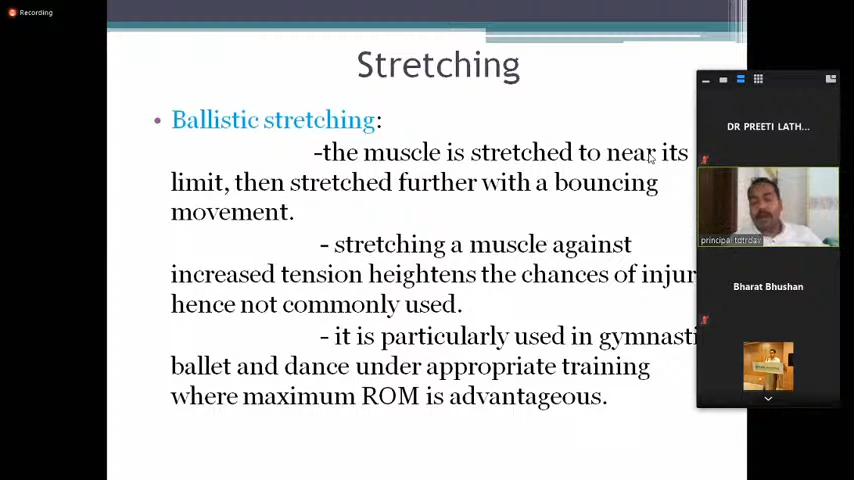 Recording
Stretching
• Ballistic stretching:
-the muscle is stretched to near its
limit, then stretched further with a bouncing
movement.
- stretching a muscle against
increased tension heightens the chances of injur
hence not commonly used.
- it is particularly used in gymnasti
ballet and dance under appropriate training
where maximum ROM is advantageous.
DR PREETI LATH...
principal tdtrdav
Bharat Bhushan